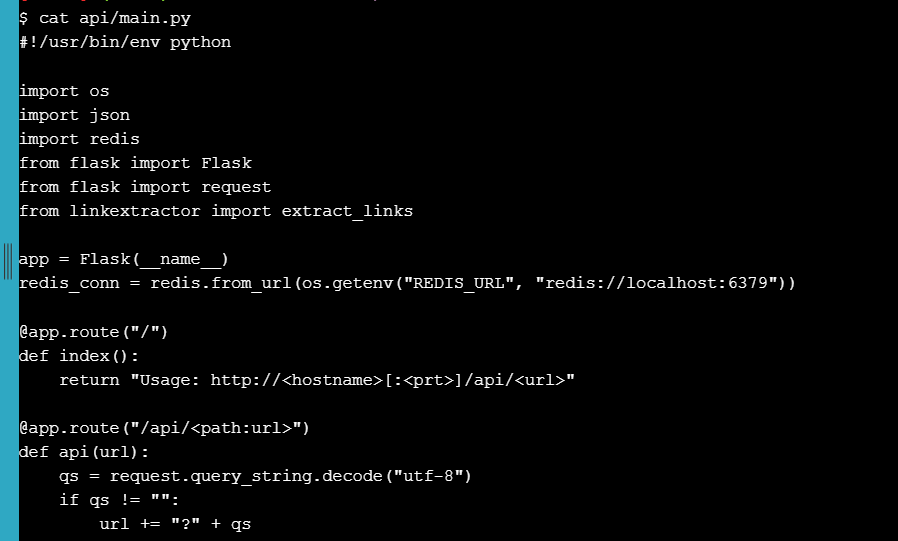 $ cat api/main.py
#!/usr/bin/env python
import os
import json
import redis
from flask import Flask
from flask import request
from linkextractor import extract_links
app = Flask(__name__)
redis_conn = redis.from_url(os.getenv("REDIS_URL", "redis://localhost:6379"))
@app.route("/")
def index():
    return "Usage: http://<hostname>[:<prt>]/api/<url>"
@app.route("/api/<path:url>")
def api(url):
    qs = request.query_string.decode("utf-8")
    if qs != "":
        url += "?" + qs